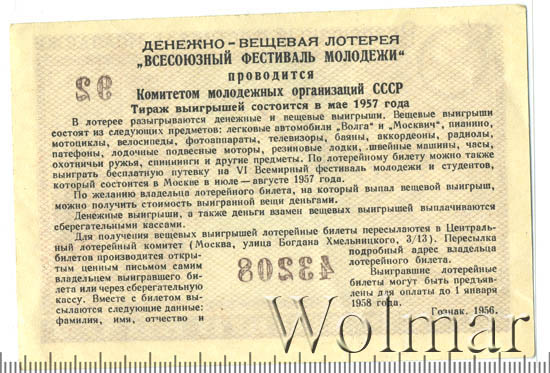 ДЕНЕЖНО-ВЕЩЕВАЯ ЛОТЕРЕЯ
„ВСЕСОЮЗНЫЙ ФЕСТИВАЛЬ МОЛОДЕЖИ“
проводится
Комитетом молодежных организаций СССР
Тираж выигрышей состоится в мае 1957 года
92
В лотерее разыгрываются денежные и вещевые выигрыши. Вещевые выигрыши
состоят из следующих предметов: легковые автомобили „Волга“ и „Москвич“, пианино,
мотоциклы, велосипеды, фотоаппараты, телевизоры, баяны, аккордеоны, радиолы,
патефоны, лодочные подвесные моторы, резиновые лодки, швейные машины, часы,
охотничьи ружья, спиннинги и другие предметы. По лотерейному билету можно также
выиграть бесплатную путевку на VI Всемирный фестиваль молодежи и студентов,
который состоится в Москве в июле—августе 1957 года.
По желанию владельца лотерейного билета, на который выпал вещевой выигрыш,
можно получить стоимость выигранной вещи деньгами.
Денежные выигрыши, а также деньги взамен вещевых выигрышей выплачиваются
сберегательными кассами.
Для получения вещевых выигрышей лотерейные билеты пересылаются в Централь-
ный лотерейный комитет (Москва, улица Богдана Хмельницкого, 3/13). Пересылка
билетов производится откры-
тым ценным письмом самим
владельцем выигравшего би-
лета или через сберегательную
кассу. Вместе с билетом вы-
сылаются следующие данные:
фамилия, имя, отчество и
43208
подробный адрес владельца
лотерейного билета.
Выигравшие лотерейные
билеты могут быть предъяв-
лены для оплаты до 1 января
1958 года.
Гознак. 1956.
Wolmar